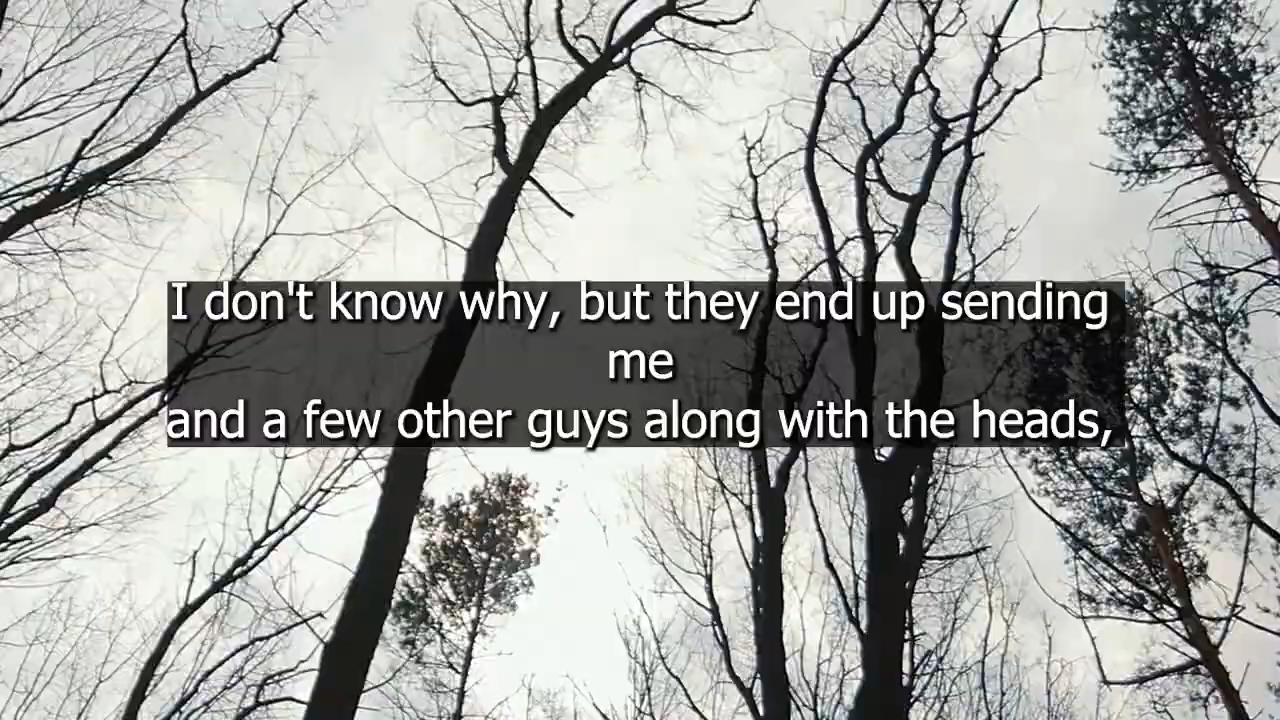 I don't know why, but they end up sending
me
and a few other guys along with the heads,